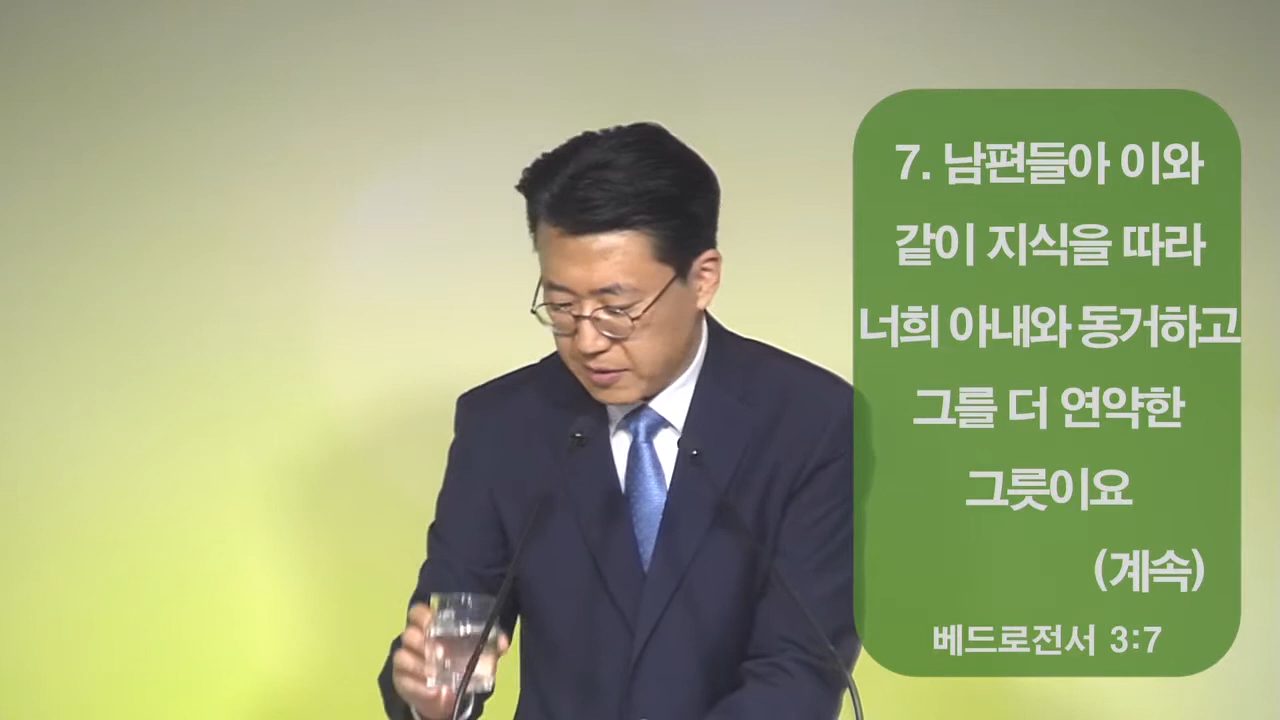 7. 남편들아 이와
같이 지식을 따라
너희 아내와 동거하고
그를 더 연약한
그릇이요
(계속)
베드로전서 3:7